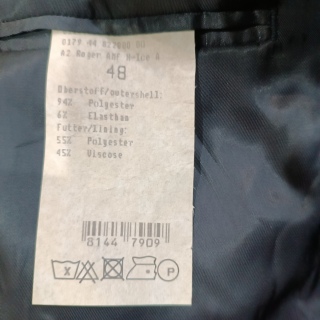 48
Oberstoff/outershell:
94% Polyester
6% Elasthan
Futter/Lining:
55% Polyester
45% Viscose
8144 7909
P